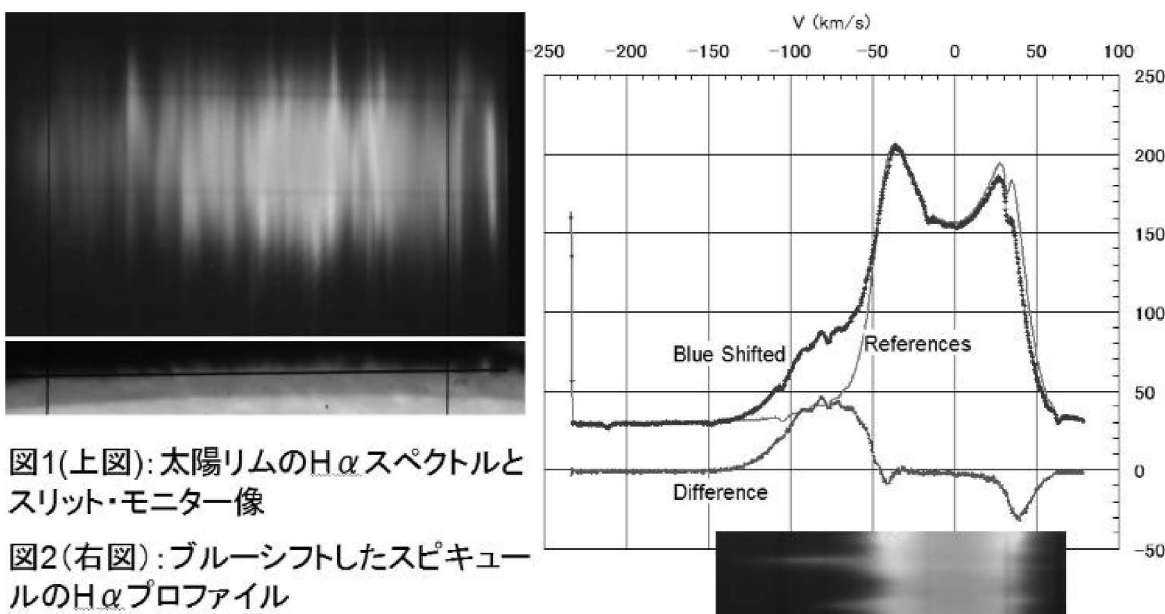 V (km/s)
-250 -200 -150 -100 -50 0 50 100
250
200
150
100
50
0
-50
Blue Shifted
References
Difference
図1(上図):太陽リムのHαスペクトルと
スリット・モニター像
図2(右図):ブルーシフトしたスピキュー
ルのHαプロファイル